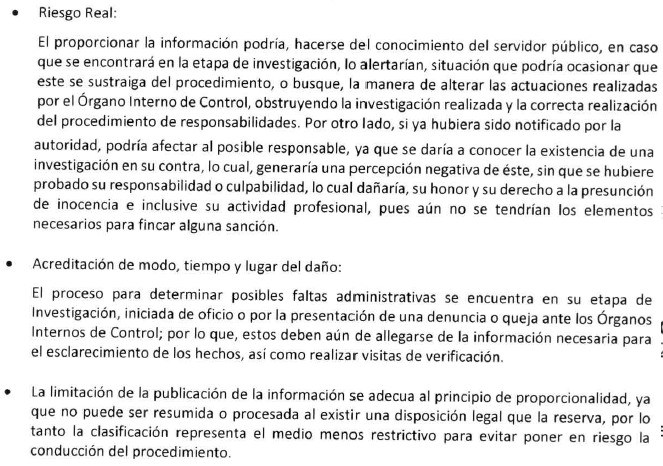 • Riesgo Real:
El proporcionar la información podría, hacerse del conocimiento del servidor público, en caso
que se encontrará en la etapa de investigación, lo alertarían, situación que podría ocasionar que
este se sustraiga del procedimiento, o busque, la manera de alterar las actuaciones realizadas
por el Órgano Interno de Control, obstruyendo la investigación realizada y la correcta realización
del procedimiento de responsabilidades. Por otro lado, si ya hubiera sido notificado por la
autoridad, podría afectar al posible responsable, ya que se daría a conocer la existencia de una
investigación en su contra, lo cual, generaría una percepción negativa de éste, sin que se hubiere
probado su responsabilidad o culpabilidad, lo cual dañaría, su honor y su derecho a la presunción
de inocencia e inclusive su actividad profesional, pues aún no se tendrían los elementos
necesarios para fincar alguna sanción.
• Acreditación de modo, tiempo y lugar del daño:
El proceso para determinar posibles faltas administrativas se encuentra en su etapa de
Investigación, iniciada de oficio o por la presentación de una denuncia o queja ante los Órganos
Internos de Control; por lo que, estos deben aún de allegarse de la información necesaria para
el esclarecimiento de los hechos, así como realizar visitas de verificación.
• La limitación de la publicación de la información se adecua al principio de proporcionalidad, ya
que no puede ser resumida o procesada al existir una disposición legal que la reserva, por lo
tanto la clasificación representa el medio menos restrictivo para evitar poner en riesgo la
conducción del procedimiento.